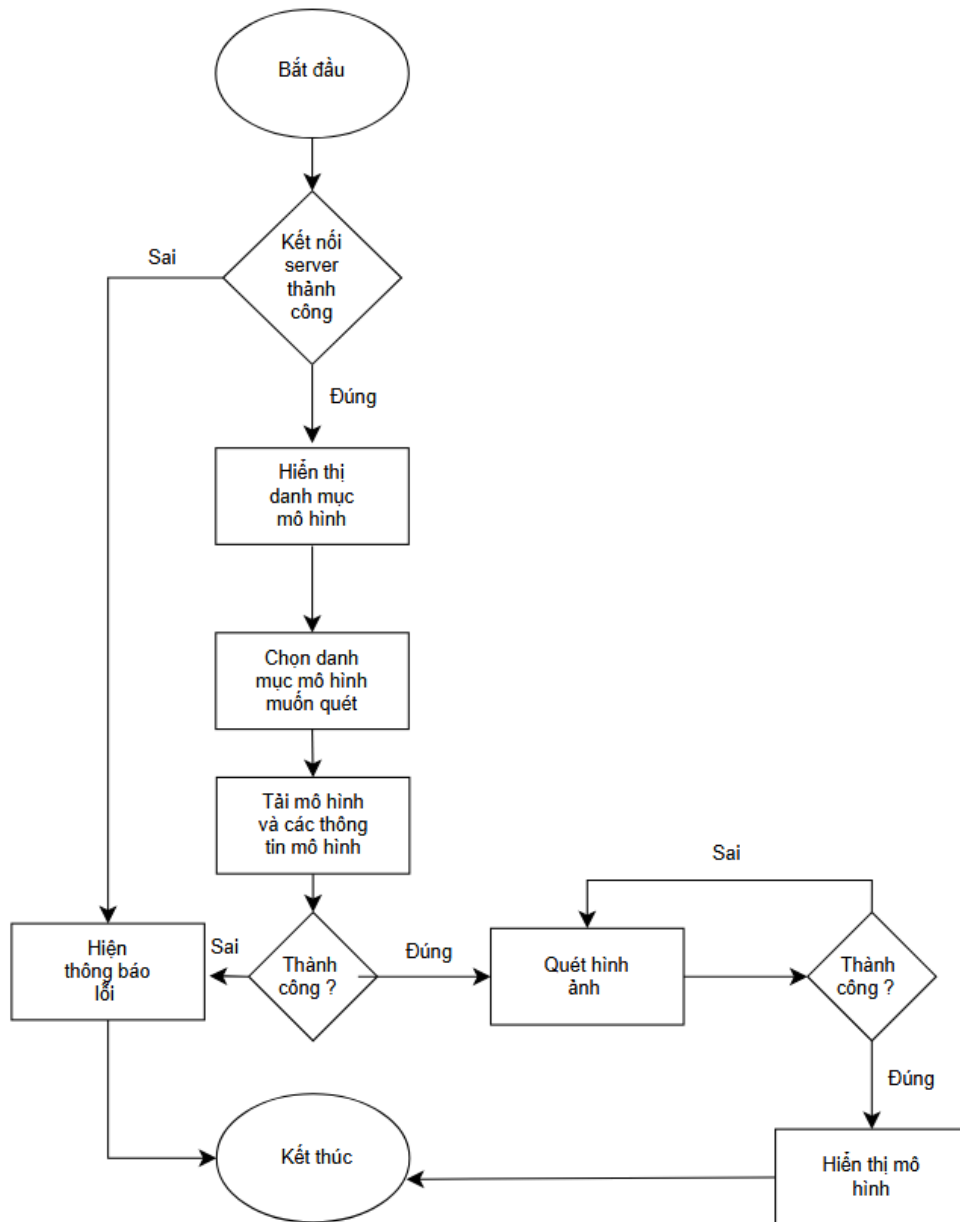 Bắt đầu
Kết nối
server
thành
công
Sai
Đúng
Hiển thị
danh mục
mô hình
Chọn danh
mục mô hình
muốn quét
Tải mô hình
và các thông
tin mô hình
Sai
Hiện
thông báo
lỗi
Sai
Thành
công ?
Đúng
Quét hình
ảnh
Thành
công ?
Đúng
Kết thúc
Hiển thị mô
hình